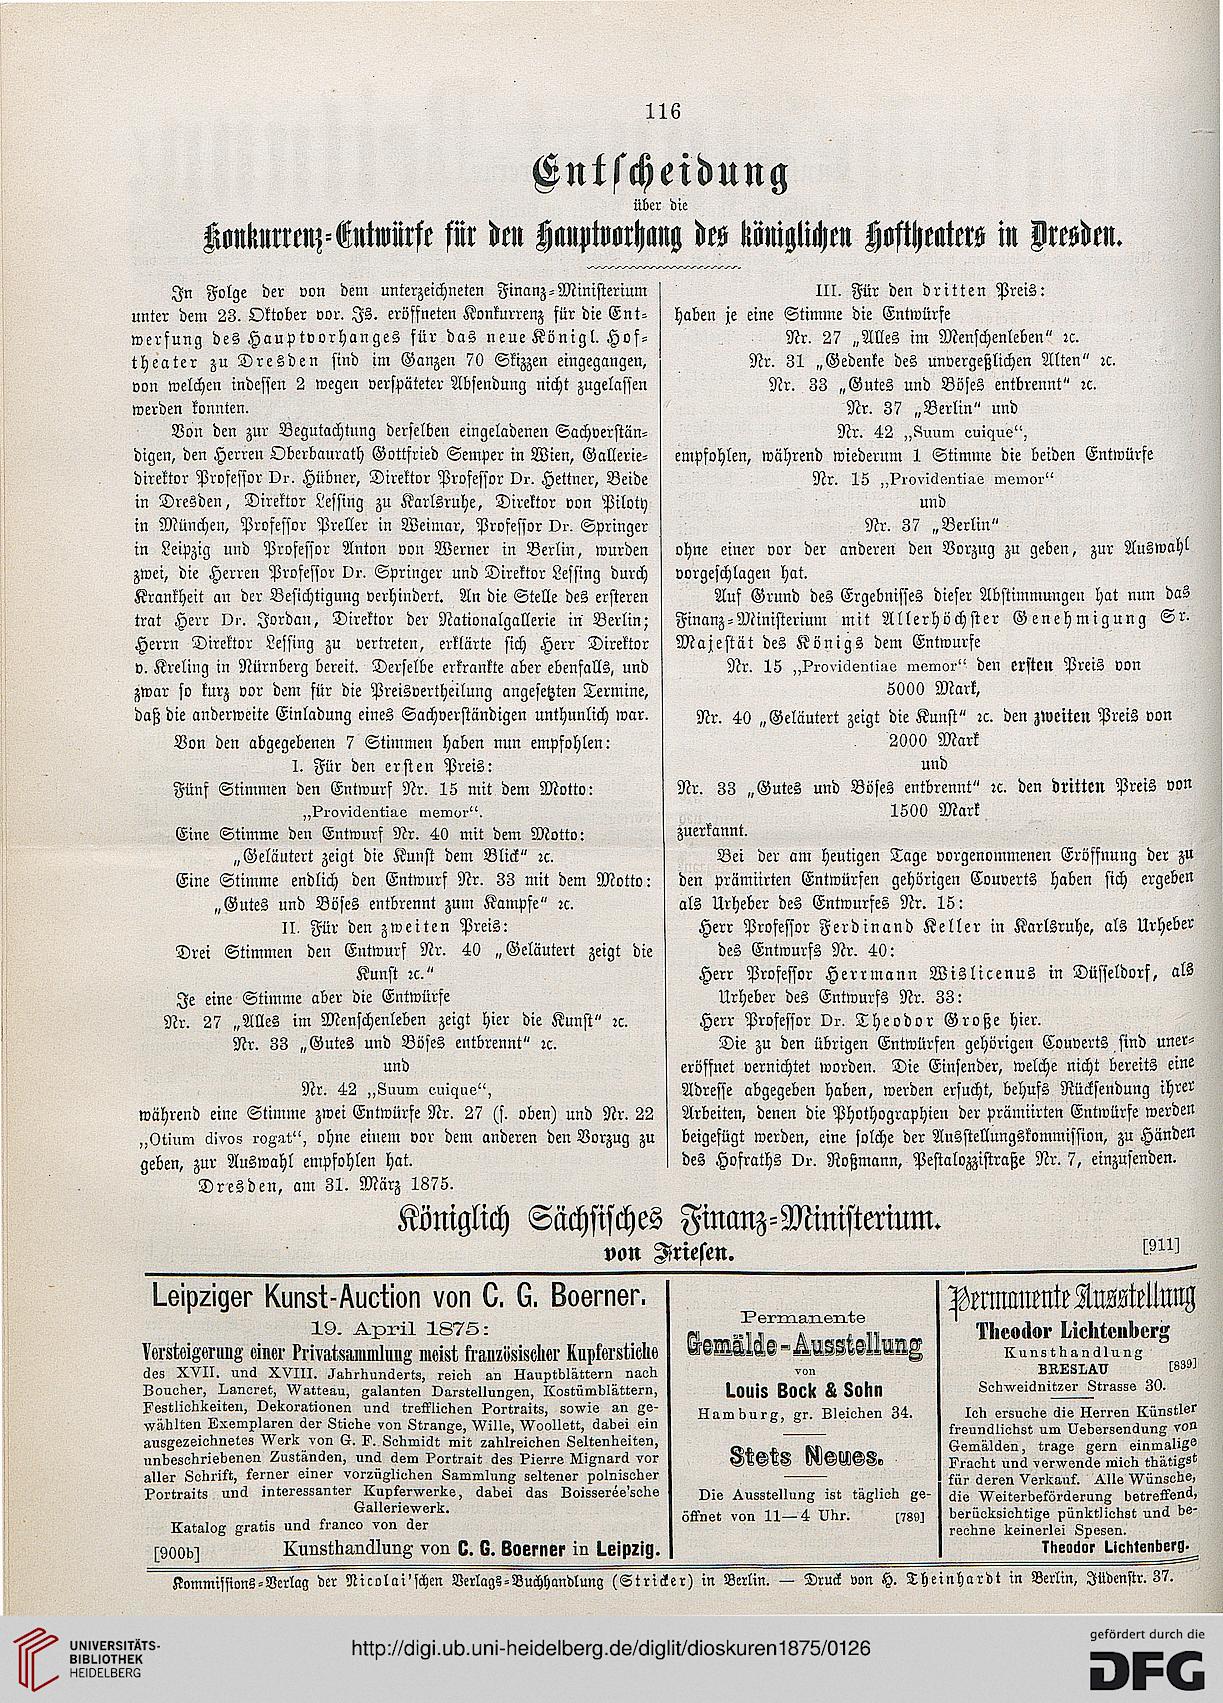 116
Entscheidung
über die
Konkurrenz-Entwürfe für den Hauptvorhang des königlichen Hoftheaters in Dresden.
In Folge der von dem unterzeichneten Finanz-Ministerium
unter dem 23. Oktober vor. Js. eröffneten Konkurrenz für die Ent-
werfung des Hauptvorhanges für das neue Königl. Hof-
theater zu Dresden sind im Ganzen 70 Skizzen eingegangen,
von welchen indessen 2 wegen verspäteter Absendung nicht zugelassen
werden konnten.
Von den zur Begutachtung derselben eingeladenen Sachverstän-
digen, den Herren Oberbaurath Gottfried Semper in Wien, Gallerie-
direktor Professor Dr. Hübner, Direktor Professor Dr. Hettner, Beide
in Dresden, Direktor Lessing zu Karlsruhe, Direktor von Piloty
in München, Professor Preller in Weimar, Professor Dr. Springer
in Leipzig und Professor Anton von Werner in Berlin, wurden
zwei, die Herren Professor Dr. Springer und Direktor Lessing durch
Krankheit an der Besichtigung verhindert. An die Stelle des ersteren
trat Herr Dr. Jordan, Direktor der Nationalgallerie in Berlin;
Herrn Direktor Lessing zu vertreten, erklärte sich Herr Direktor
v. Kreling in Nürnberg bereit. Derselbe erkrankte aber ebenfalls, und
zwar so kurz vor dem für die Preisvertheilung angesetzten Termine,
daß die anderweite Einladung eines Sachverständigen unthunlich war.
Von den abgegebenen 7 Stimmen haben nun empfohlen:
I. Für den ersten Preis:
Fünf Stimmen den Entwurf Nr. 15 mit dem Motto:
„Providentiae memor“.
Eine Stimme den Entwurf Nr. 40 mit dem Motto:
„Geläutert zeigt die Kunst dem Blick“ ꝛc.
Eine Stimme endlich den Entwurf Nr. 33 mit dem Motto:
„Gutes und Böses entbrennt zum Kampfe“ ꝛc.
II. Für den zweiten Preis:
Drei Stimmen den Entwurf Nr. 40 „Geläutert zeigt die
Kunst ꝛc.“
Je eine Stimme aber die Entwürfe
Nr. 27 „Alles im Menschenleben zeigt hier die Kunst“ ꝛc.
Nr. 33 „Gutes und Böses entbrennt“ ꝛc.
und
Nr. 42 „Suum cuique“,
während eine Stimme zwei Entwürfe Nr. 27 (s. oben) und Nr. 22
„Otium divos rogat“, ohne einem vor dem anderen den Vorzug zu
geben, zur Auswahl empfohlen hat.
Dresden, am 31. März 1875.
III. Für den dritten Preis:
haben je eine Stimme die Entwürfe
Nr. 27 „Alles im Menschenleben“ ꝛc.
Nr. 31 „Gedenke des unvergeßlichen Alten“ ꝛc.
Nr. 33 „Gutes und Böses entbrennt“ ꝛc.
Nr. 37 „Berlin“ und
Nr. 42 „Suum cuique“,
empfohlen, während wiederum 1 Stimme die beiden Entwürfe
Nr. 15 „Providentiae memor“
und
Nr. 37 „Berlin“
ohne einer vor der anderen den Vorzug zu geben, zur Auswahl
vorgeschlagen hat.
Auf Grund des Ergebnisses dieser Abstimmungen hat nun das
Finanz-Ministerium mit Allerhöchster Genehmigung Sr.
Majestät des Königs dem Entwurfe
Nr. 15 „Providentiae memor“ den ersten Preis von
5000 Mark,
Nr. 40 „Geläutert zeigt die Kunst“ ꝛc. den zweiten Preis von
2000 Mark
und
Nr. 33 „Gutes und Böses entbrennt“ ꝛc. den dritten Preis von
1500 Mark
zuerkannt.
Bei der am heutigen Tage vorgenommenen Eröffnung der zu
den prämiirten Entwürfen gehörigen Couverts haben sich ergeben
als Urheber des Entwurfes Nr. 15:
Herr Professor Ferdinand Keller in Karlsruhe, als Urheber
des Entwurfs Nr. 40:
Herr Professor Herrmann Wislicenus in Düsseldorf, als
Urheber des Entwurfs Nr. 33:
Herr Professor Dr. Theodor Große hier.
Die zu den übrigen Entwürfen gehörigen Couverts sind uner-
eröffnet vernichtet worden. Die Einsender, welche nicht bereits eine
Adresse abgegeben haben, werden ersucht, behufs Rücksendung ihrer
Arbeiten, denen die Phothographien der prämiirten Entwürfe werden
beigefügt werden, eine solche der Ausstellungskommission, zu Händen
des Hofraths Dr. Roßmann, Pestalozzistraße Nr. 7, einzusenden.
Königlich Sächsisches Finanz-Ministerium.
von Friesen.
[911]
Leipziger Kunst-Auction von C. G. Boerner.
19. April 1875:
Versteigerung einer Privatsammlung meist französischer Kupferstiche
des XVII. und XVIII. Jahrhunderts, reich an Hauptblättern nach
Boucher, Lancret, Watteau, galanten Darstellungen, Kostümblättern,
Festlichkeiten, Dekorationen und trefflichen Portraits, sowie an ge-
wählten Exemplaren der Stiche von Strange, Wille, Woollett, dabei ein
ausgezeichnetes Werk von G. F. Schmidt mit zahlreichen Seltenheiten,
unbeschriebenen Zuständen, und dem Portrait des Pierre Mignard vor
aller Schrift, ferner einer vorzüglichen Sammlung seltener polnischer
Portraits und interessanter Kupferwerke, dabei das Boisserée'sche
Galleriewerk.
Katalog gratis und franco von der
[900b] Kunsthandlung von C. G. Boerner in Leipzig.
Permanente
Gemälde-Ausstellung
von
Louis Bock & Sohn
Hamburg, gr. Bleichen 34.
Stets Neues.
Die Ausstellung ist täglich ge-
öffnet von 11—4 Uhr. [789]
Permanente Ausstellung
Theodor Lichtenberg
Kunsthandlung
BRESLAU [839]
Schweidnitzer Strasse 30.
Ich ersuche die Herren Künstler
freundlichst um Uebersendung von
Gemälden, trage gern einmalige
Fracht und verwende mich thätigst
für deren Verkauf. Alle Wünsche,
die Weiterbeförderung betreffend,
berücksichtige pünktlichst und be-
rechne keinerlei Spesen.
Theodor Lichtenberg.
Kommissions-Verlag der Nicolai'schen Verlags-Buchhandlung (Stricker) in Berlin. — Druck von H. Theinhardt in Berlin, Jüdenstr. 37.
UNIVERSITÄTS-
BIBLIOTHEK
HEIDELBERG
http://digi.ub.uni-heidelberg.de/diglit/dioskuren1875/0126
gefördert durch die
DFG